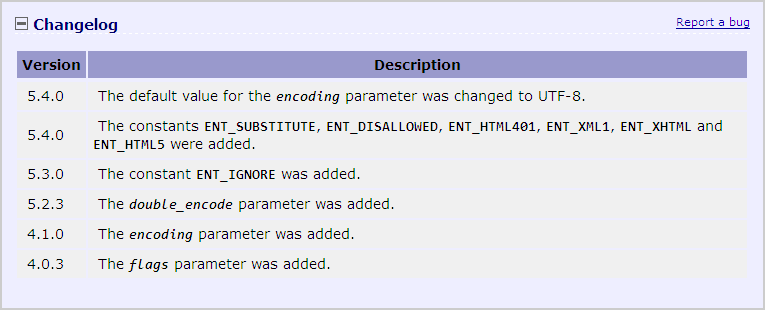 Changelog
Report a bug
Version Description
5.4.0 The default value for the encoding parameter was changed to UTF-8.
5.4.0 The constants ENT_SUBSTITUTE, ENT_DISALLOWED, ENT_HTML401, ENT_XML1, ENT_XHTML and
ENT_HTML5 were added.
5.3.0 The constant ENT_IGNORE was added.
5.2.3 The double_encode parameter was added.
4.1.0 The encoding parameter was added.
4.0.3 The flags parameter was added.